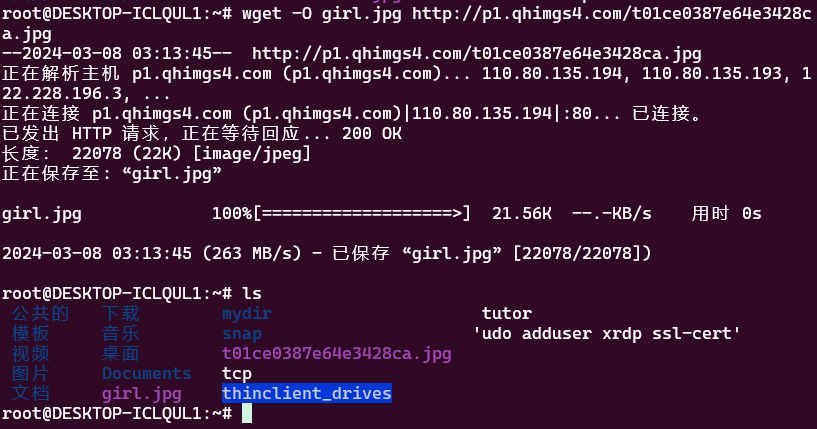 root@DESKTOP-ICLQUL1:~# wget -O girl.jpg http://p1.qhimgs4.com/t01ce0387e64e3428c
a.jpg
--2024-03-08 03:13:45--  http://p1.qhimgs4.com/t01ce0387e64e3428ca.jpg
正在解析主机 p1.qhimgs4.com (p1.qhimgs4.com)... 110.80.135.194, 110.80.135.193, 1
22.228.196.3, ...
正在连接 p1.qhimgs4.com (p1.qhimgs4.com)|110.80.135.194|:80... 已连接。
已发出 HTTP 请求，正在等待回应... 200 OK
长度： 22078 (22K) [image/jpeg]
正在保存至: “girl.jpg”
girl.jpg             100%[===================>]  21.56K  --.-KB/s    用时 0s
2024-03-08 03:13:45 (263 MB/s) - 已保存 “girl.jpg” [22078/22078])
root@DESKTOP-ICLQUL1:~# ls
公共的   下载        mydir                     tutor
模板     音乐        snap                     'udo adduser xrdp ssl-cert'
视频     桌面        t01ce0387e64e3428ca.jpg
图片     Documents   tcp
文档     girl.jpg    thinclient_drives
root@DESKTOP-ICLQUL1:~#